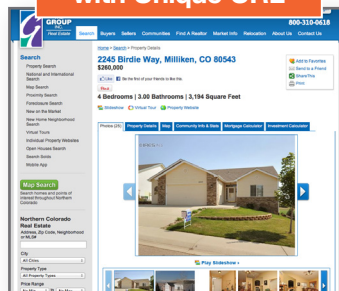 with Unique URL
GROUP
INC.
Real Estate
800-310-0618
Search Buyers Sellers Communities Find A Realtor Market Info Relocation About Us Contact Us
Home > Search > Property Details
Search
Property Search
National and International
Search
Map Search
Proximity Search
Foreclosure Search
New on the Market
New Home Neighborhood
Search
Virtual Tours
Individual Property Websites
Open Houses Search
Search Solds
Mobile App
Map Search
Search homes and points of
interest throughout Northern
Colorado.
Northern Colorado
Real Estate
Address, Zip Code, Neighborhood
or MLS#
City
All Cities
Property Type
All Property Types
Price Range
2245 Birdie Way, Milliken, CO 80543
$260,000
Like Be the first of your friends to like this.
Pin it
4 Bedrooms | 3.00 Bathrooms | 3,194 Square Feet
Slideshow Virtual Tour Property Website
Add to Favorites
Send to a Friend
ShareThis
Print
Photos (25) Property Details Map Community Info & Stats Mortgage Calculator Investment Calculator
Play Slideshow